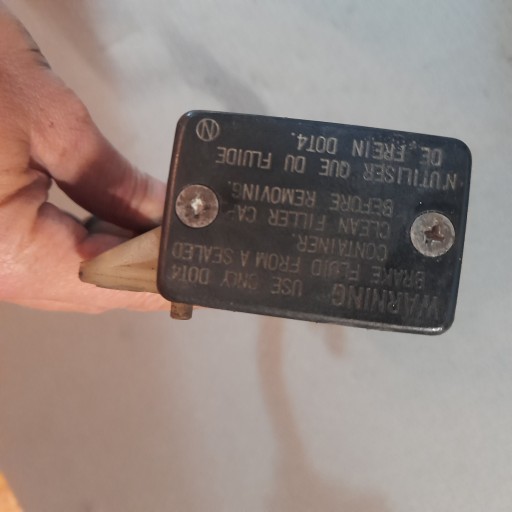 WARNING USE ONLY DOT4
BRAKE FLUID FROM A SEALED
CONTAINER.
CLEAN FILLER CAP
BEFORE REMOVING.
N'UTILISER QUE DU FLUIDE
DE FREIN DOT4.
N